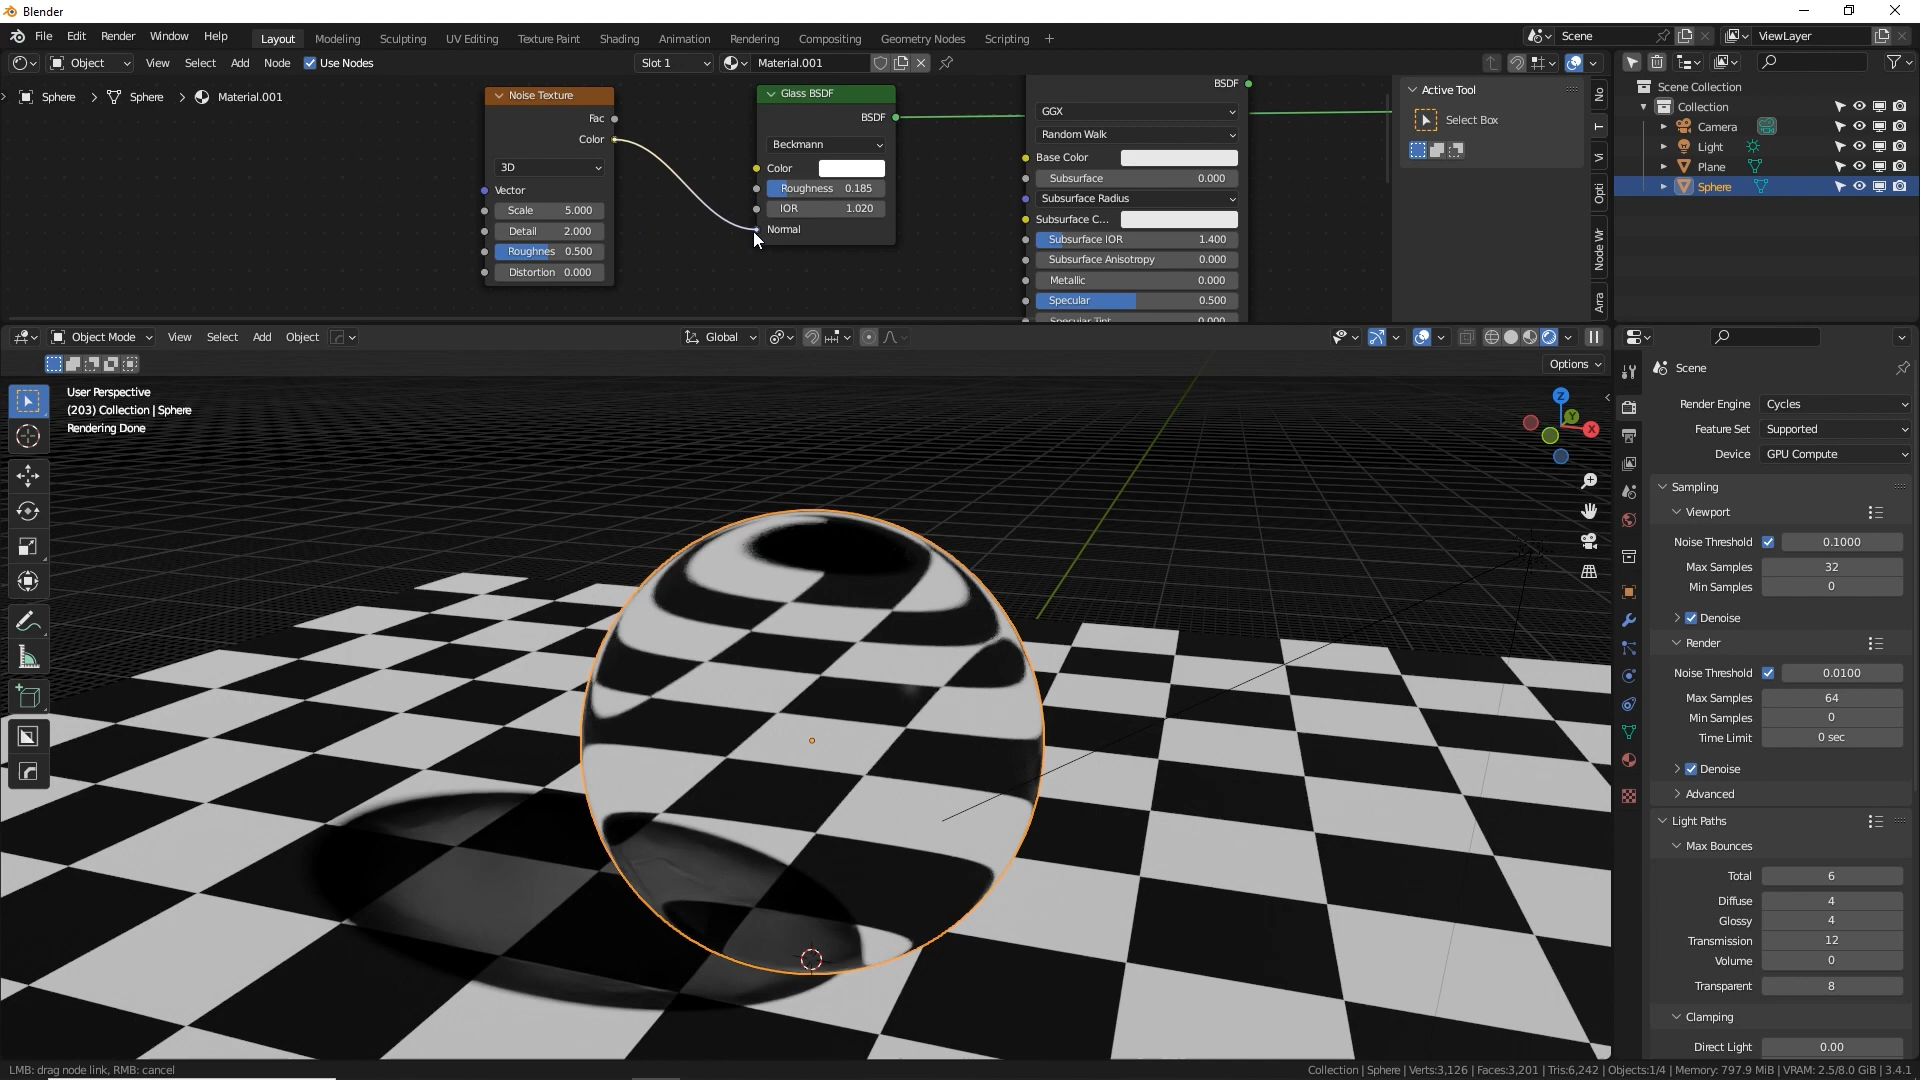 Blender
File Edit Render Window Help Layout Modeling Sculpting UV Editing Texture Paint Shading Animation Rendering Compositing Geometry Nodes Scripting + Scene ViewLayer
Object View Select Add Node Use Nodes Slot 1 Material.001
Sphere > Sphere > Material.001
Noise Texture
Fac
Color
3D
Vector
Scale 5.000
Detail 2.000
Roughnes 0.500
Distortion 0.000
Glass BSDF
BSDF
Beckmann
Color
Roughness 0.185
IOR 1.020
Normal
BSDF
GGX
Random Walk
Base Color
Subsurface 0.000
Subsurface Radius
Subsurface C...
Subsurface IOR 1.400
Subsurface Anisotropy 0.000
Metallic 0.000
Specular 0.500
Specular Tint 0.000
Active Tool
Select Box
No
T
Vi
Opti
Node Wr
Arra
Scene Collection
Collection
Camera
Light
Plane
Sphere
Object Mode View Select Add Object Global
Options
User Perspective
(203) Collection | Sphere
Rendering Done
Z
Y
X
Scene
Render Engine Cycles
Feature Set Supported
Device GPU Compute
Sampling
Viewport
Noise Threshold 0.1000
Max Samples 32
Min Samples 0
Denoise
Render
Noise Threshold 0.0100
Max Samples 64
Min Samples 0
Time Limit 0 sec
Denoise
Advanced
Light Paths
Max Bounces
Total 6
Diffuse 4
Glossy 4
Transmission 12
Volume 0
Transparent 8
Clamping
Direct Light 0.00
LMB: drag node link, RMB: cancel
Collection | Sphere | Verts:3,126 | Faces:3,201 | Tris:6,242 | Objects:1/4 | Memory: 797.9 MiB | VRAM: 2.5/8.0 GiB | 3.4.1